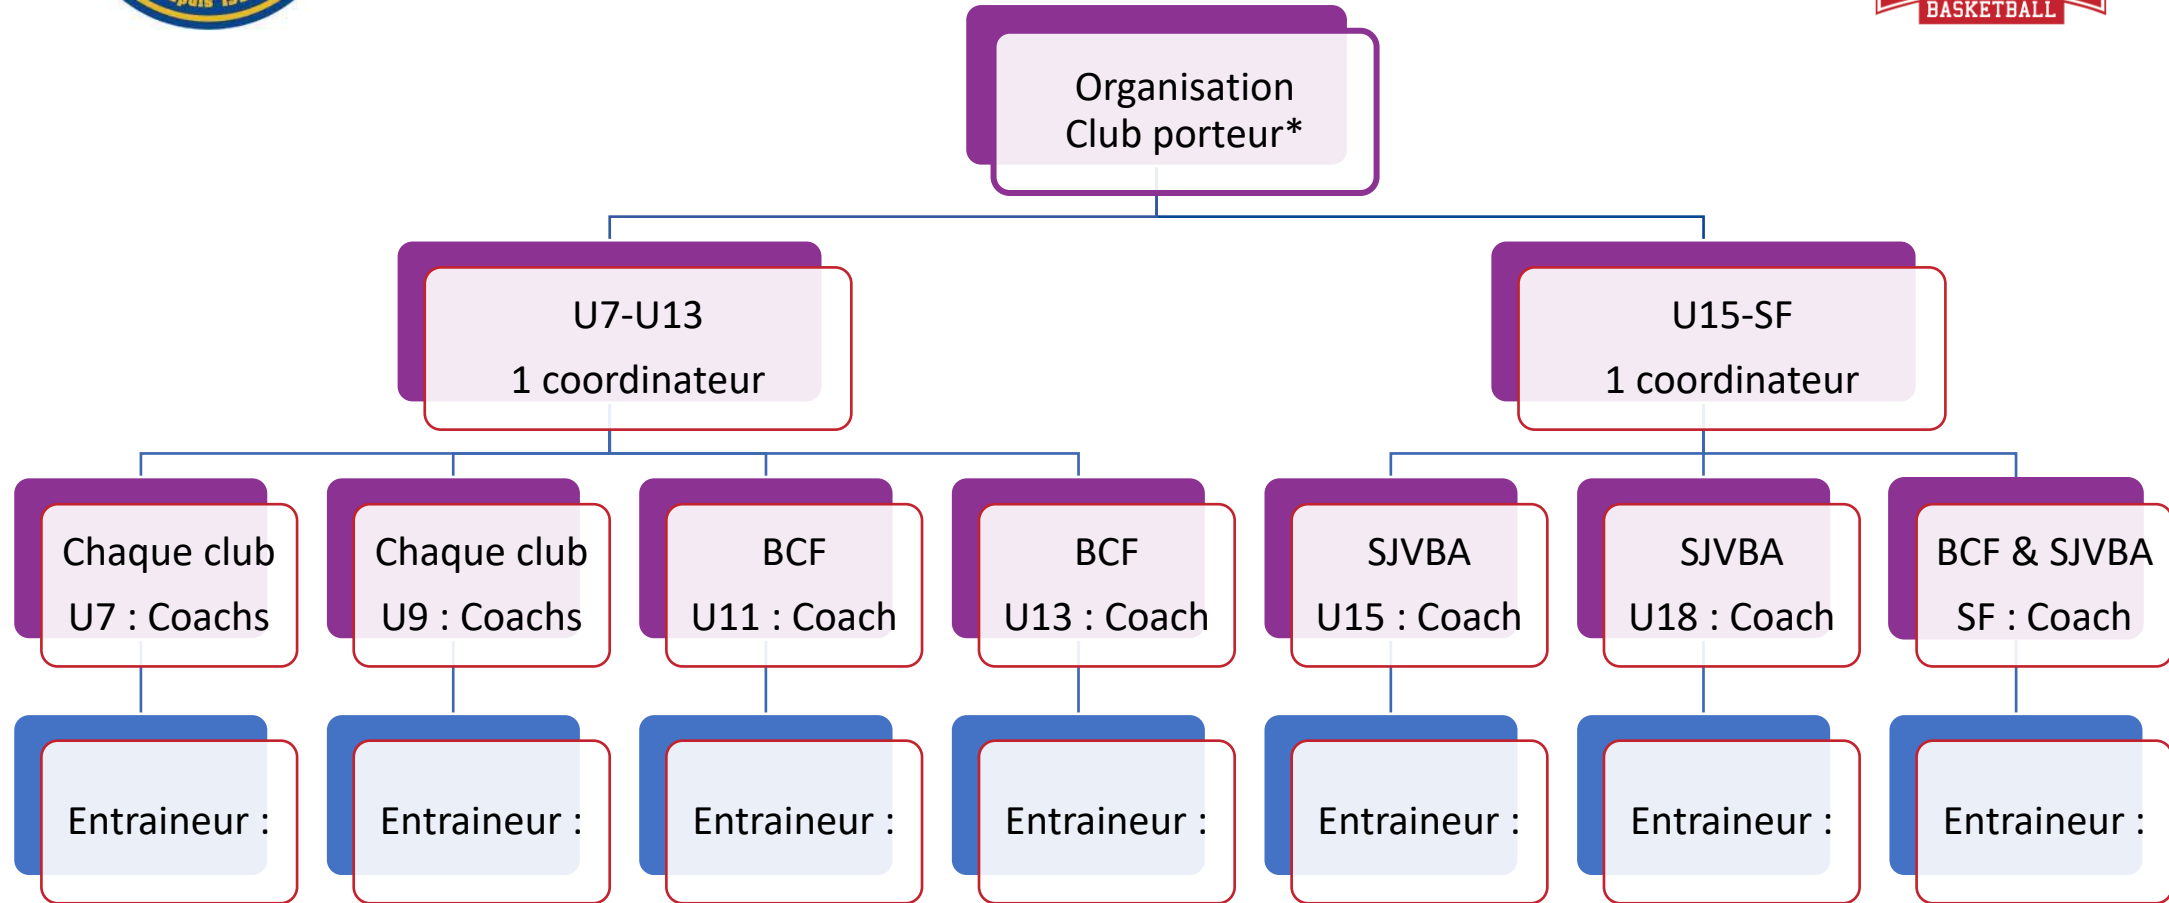 BASKETBALL
Organisation
Club porteur*
U7-U13
1 coordinateur
U15-SF
1 coordinateur
Chaque club
U7 : Coachs
Chaque club
U9 : Coachs
BCF
U11 : Coach
BCF
U13 : Coach
SJVBA
U15 : Coach
SJVBA
U18 : Coach
BCF & SJVBA
SF : Coach
Entraineur :
Entraineur :
Entraineur :
Entraineur :
Entraineur :
Entraineur :
Entraineur :